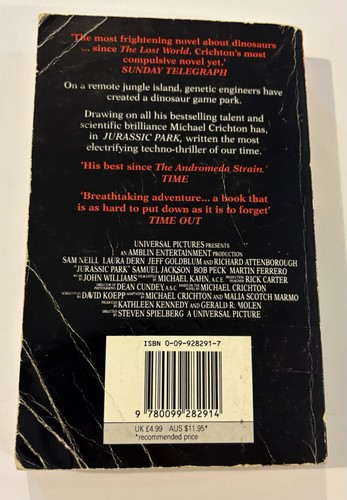 'The most frightening novel about dinosaurs
... since The Lost World. Crichton's most
compulsive novel yet.'
SUNDAY TELEGRAPH
On a remote jungle island, genetic engineers have
created a dinosaur game park.
Drawing on all his bestselling talent and
scientific brilliance Michael Crichton has,
in JURASSIC PARK, written the most
electrifying techno-thriller of our time.
'His best since The Andromeda Strain.'
TIME
'Breathtaking adventure... a book that
is as hard to put down as it is to forget'
TIME OUT
UNIVERSAL PICTURES PRESENTS
AN AMBLIN ENTERTAINMENT PRODUCTION
SAM NEILL LAURA DERN JEFF GOLDBLUM AND RICHARD ATTENBOROUGH
"JURASSIC PARK" SAMUEL JACKSON BOB PECK MARTIN FERRERO
JOHN WILLIAMS MICHAEL KAHN, A.C.E. RICK CARTER
DEAN CUNDEY, A.S.C. MICHAEL CRICHTON
DAVID KOEPP MICHAEL CRICHTON AND MALIA SCOTCH MARMO
KATHLEEN KENNEDY AND GERALD R. MOLEN
STEVEN SPIELBERG A UNIVERSAL PICTURE
ISBN 0-09-928291-7
9 780099 282914
UK £4.99 AUS $11.95*
*recommended price